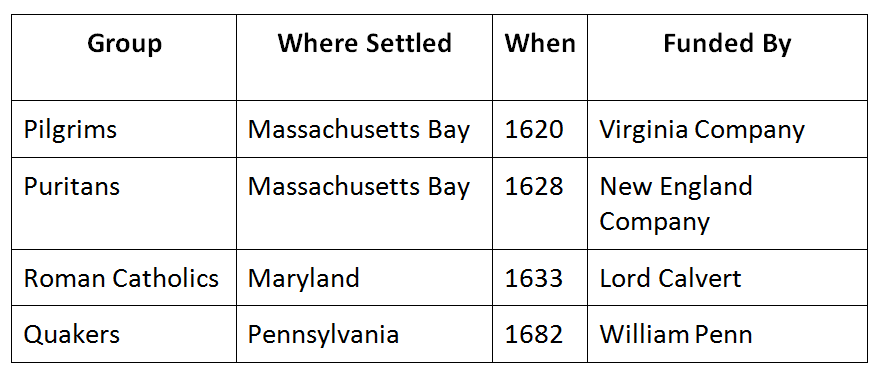 Group Where Settled When Funded By
Pilgrims Massachusetts Bay 1620 Virginia Company
Puritans Massachusetts Bay 1628 New England
Company
Roman Catholics Maryland 1633 Lord Calvert
Quakers Pennsylvania 1682 William Penn